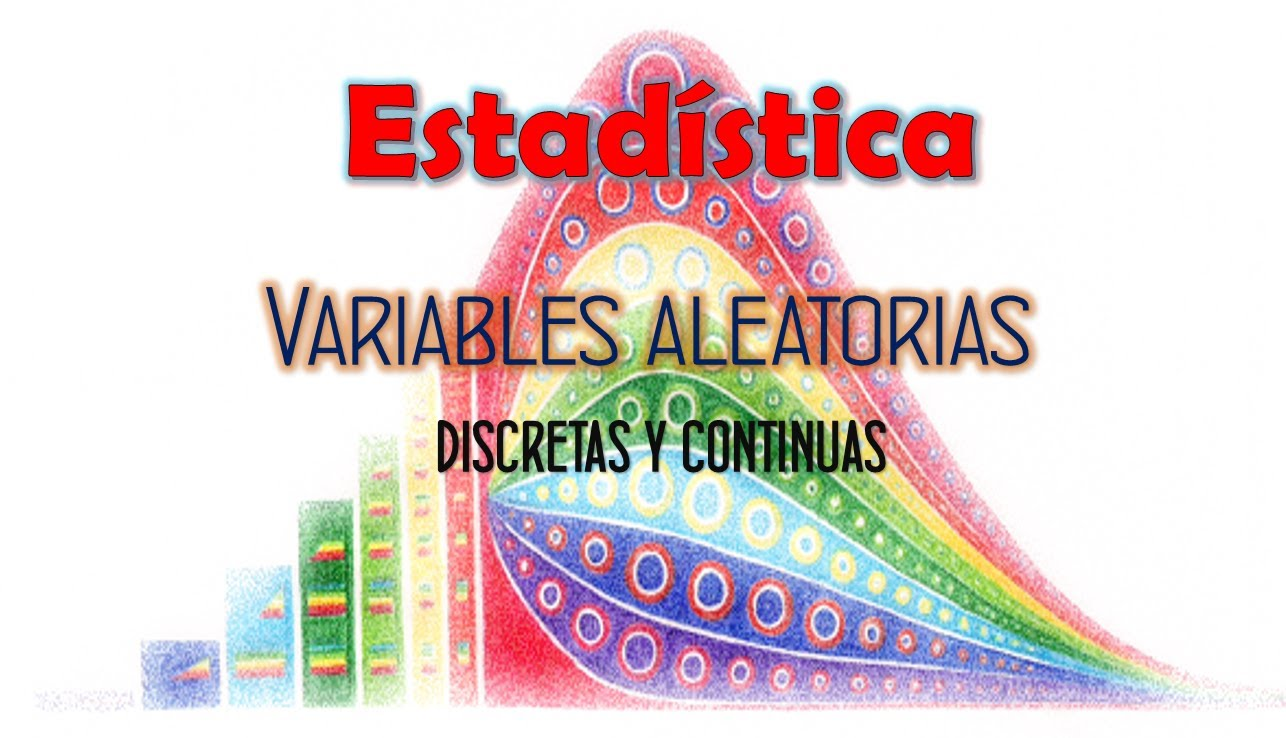 Estadística
VARIABLES ALEATORIAS
DISCRETAS Y CONTINUAS